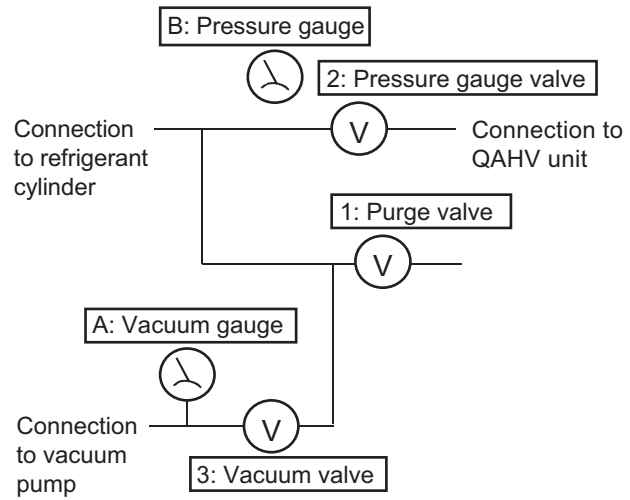 B: Pressure gauge
2: Pressure gauge valve
V
Connection
to refrigerant
cylinder
Connection to
QAHV unit
1: Purge valve
V
A: Vacuum gauge
Connection
to vacuum
pump
V
3: Vacuum valve